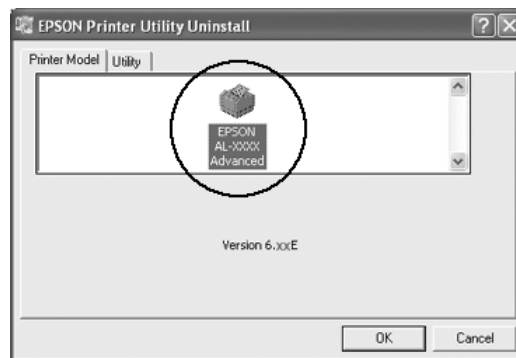 EPSON Printer Utility Uninstall
Printer Model Utility
EPSON
AL-XXXX
Advanced
Version 6.xxE
OK Cancel